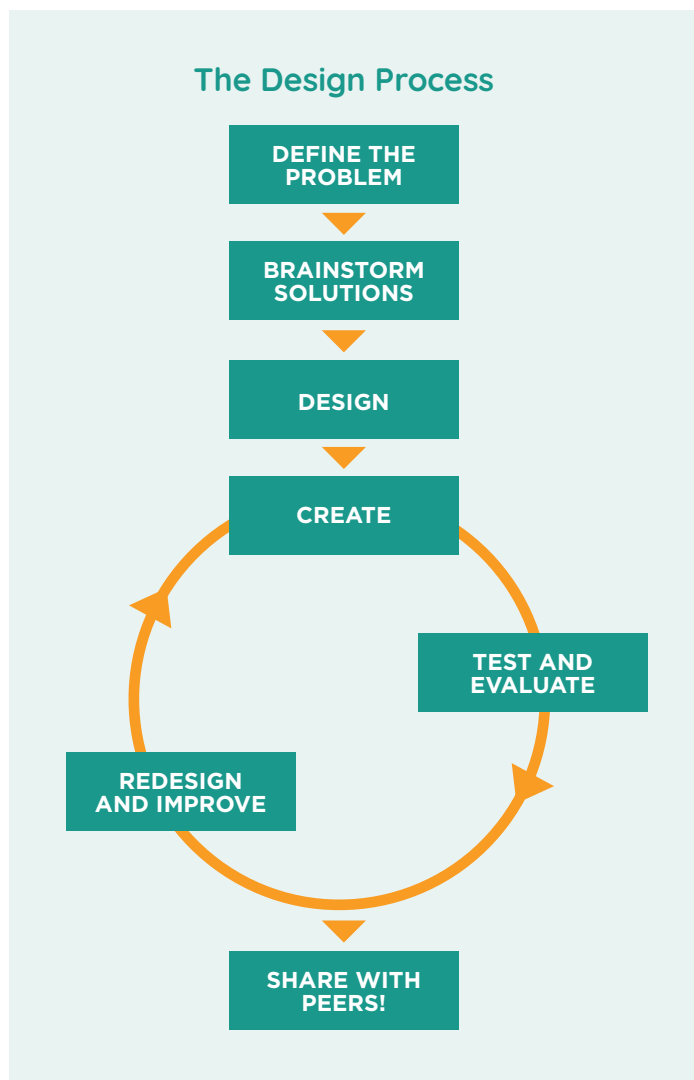 The Design Process
DEFINE THE
PROBLEM
BRAINSTORM
SOLUTIONS
DESIGN
CREATE
TEST AND
EVALUATE
REDESIGN
AND IMPROVE
SHARE WITH
PEERS!